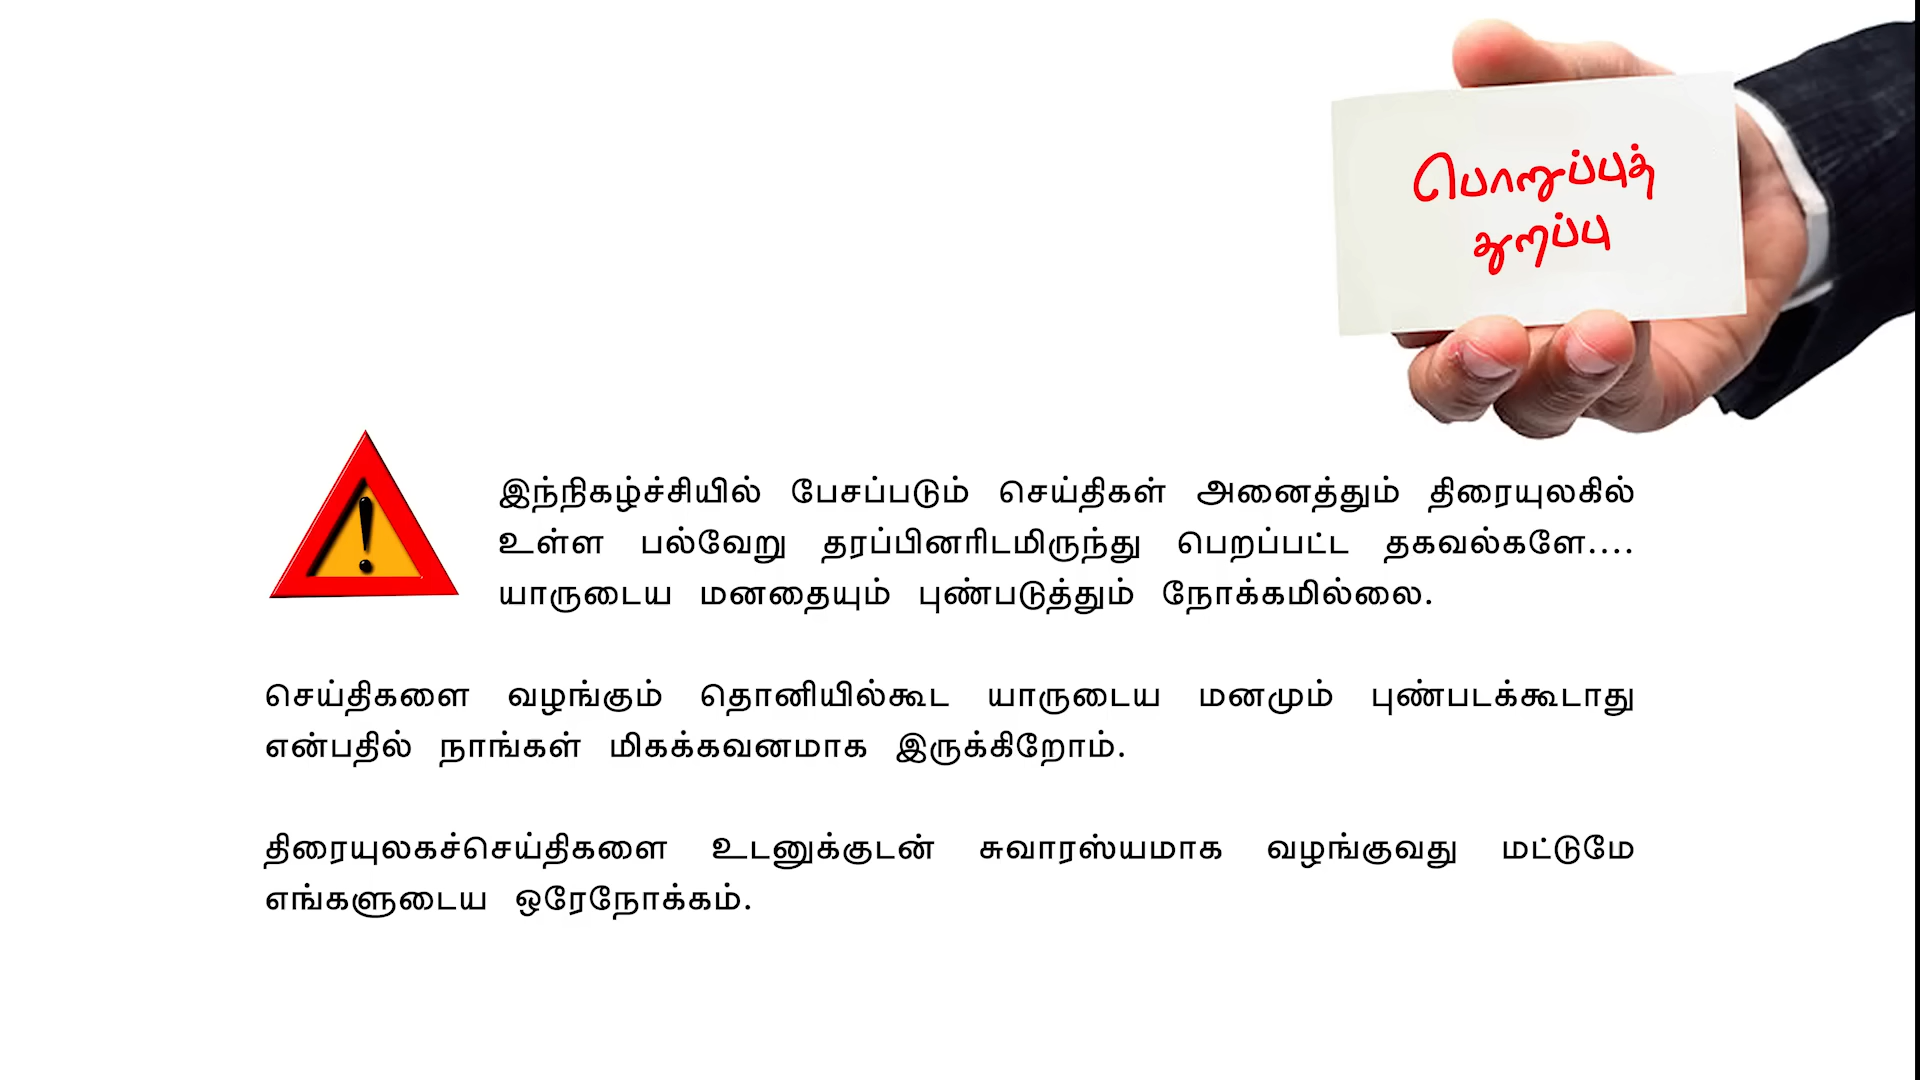 பொறுப்புத்
துறப்பு
இந்நிகழ்ச்சியில் பேசப்படும் செய்திகள் அனைத்தும் திரையுலகில்
உள்ள பல்வேறு தரப்பினரிடமிருந்து பெறப்பட்ட தகவல்களே....
யாருடைய மனதையும் புண்படுத்தும் நோக்கமில்லை.
செய்திகளை வழங்கும் தொனியில்கூட யாருடைய மனமும் புண்படக்கூடாது
என்பதில் நாங்கள் மிகக்கவனமாக இருக்கிறோம்.
திரையுலகச்செய்திகளை உடனுக்குடன் சுவாரஸ்யமாக வழங்குவது மட்டுமே
எங்களுடைய ஒரேநோக்கம்.